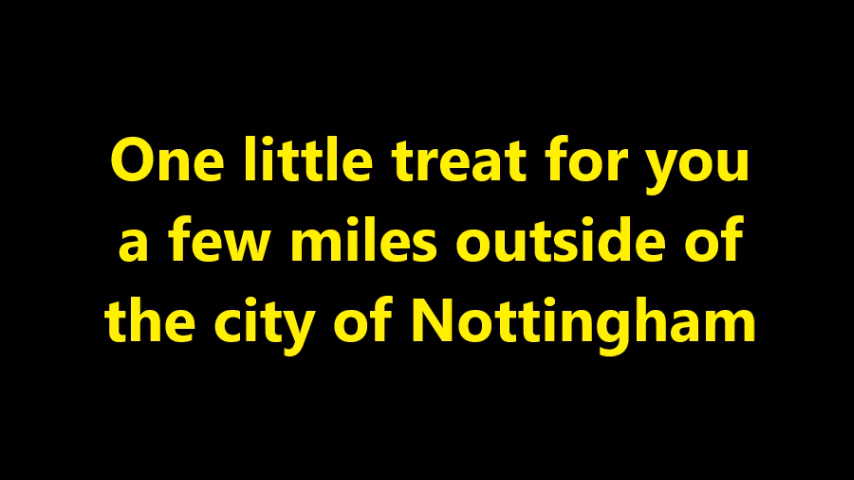 One little treat for you
a few miles outside of
the city of Nottingham